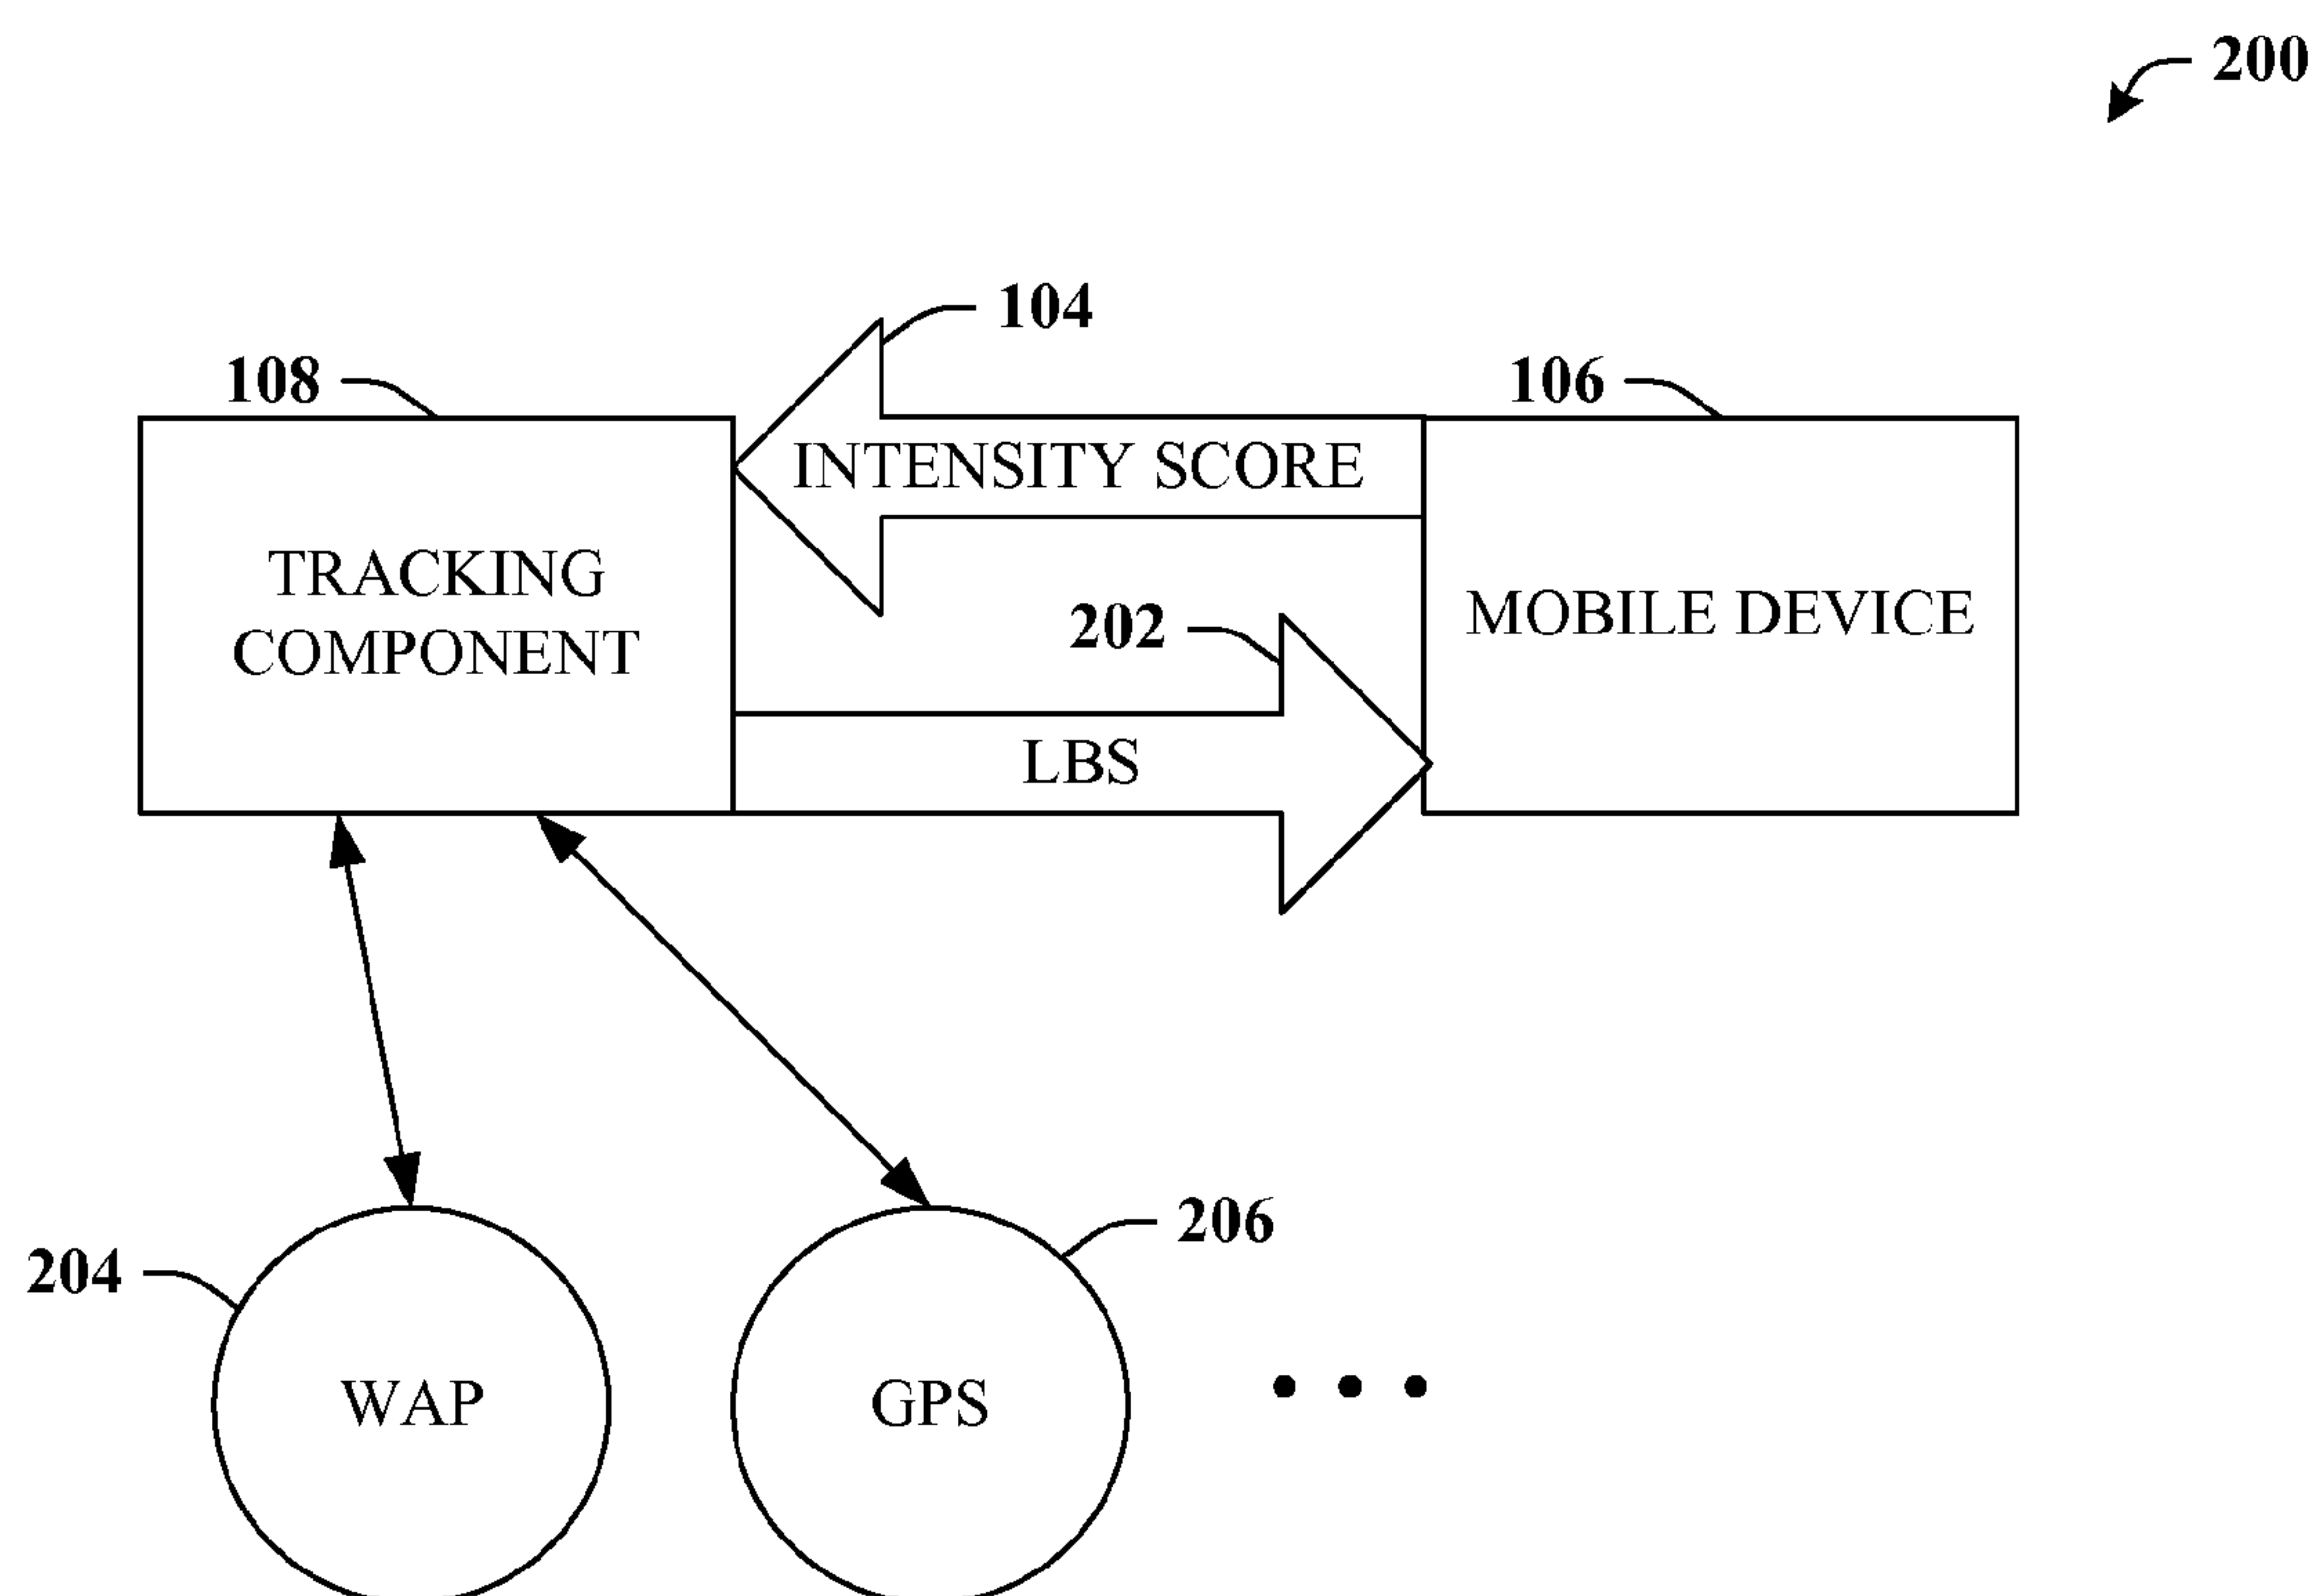 200
104
108
106
INTENSITY SCORE
TRACKING
COMPONENT
MOBILE DEVICE
202
LBS
206
204
WAP
GPS